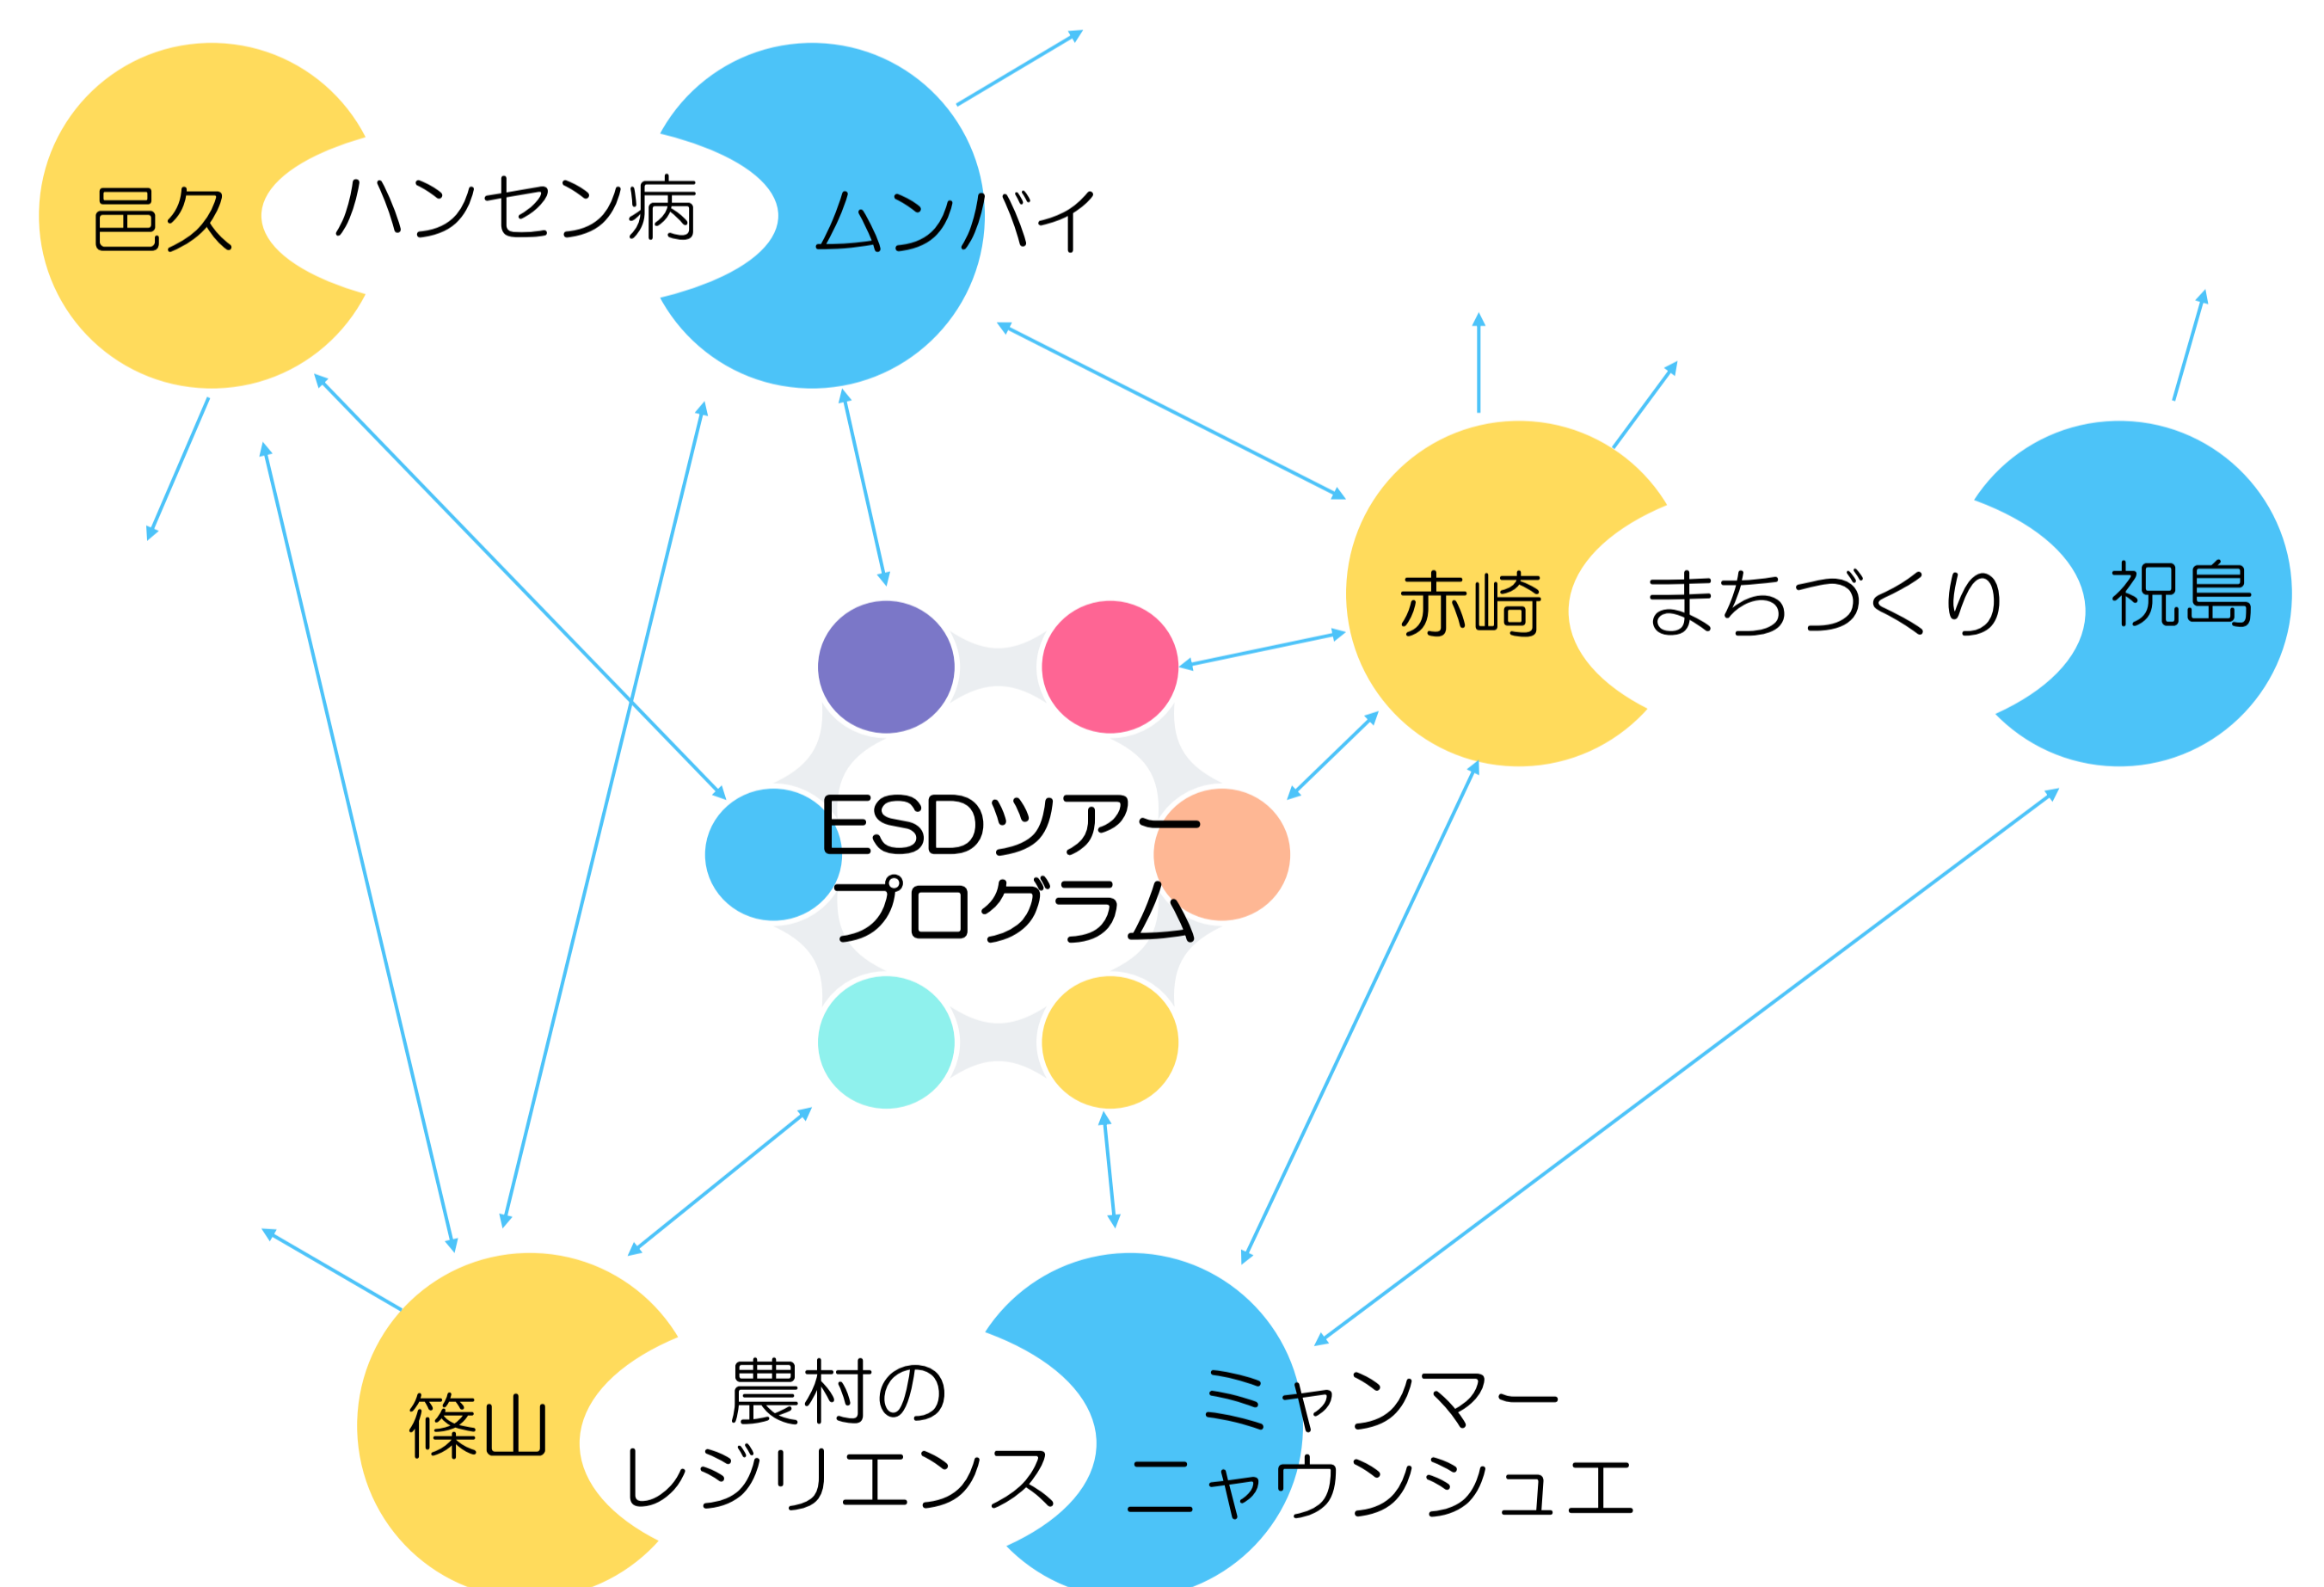 邑久
ハンセン病
ムンバイ
赤崎
まちづくり
裃島
ESDツアー
プログラム
篠山
農村の
レジリエンス
ミャンマー
ニャウンシュエ